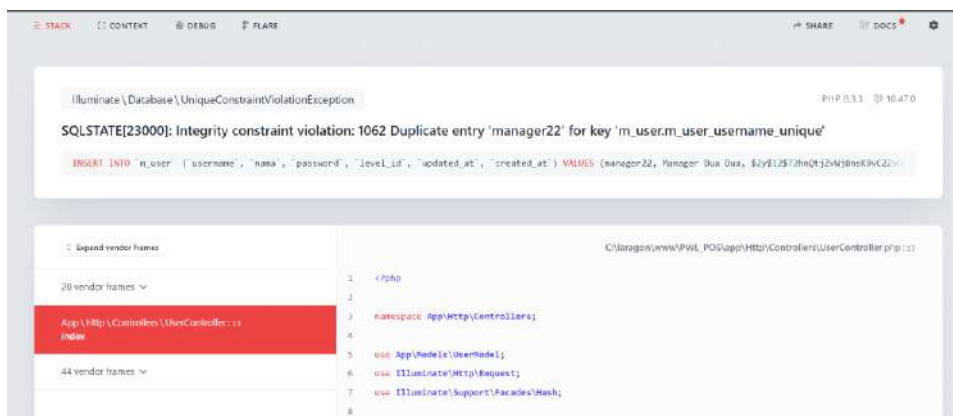 STACK CONTEXT DEBUG FLARE SHARE DOCS
Illuminate\Database\UniqueConstraintViolationException
PHP 8.3.3 10.47.0
SQLSTATE[23000]: Integrity constraint violation: 1062 Duplicate entry 'manager22' for key 'm_user.m_user_username_unique'
INSERT INTO `m_user` (`username`, `nama`, `password`, `level_id`, `updated_at`, `created_at`) VALUES (manager22, Manager Dua Dua,
Expand vendor frames
C:\laragon\www\PWL_POS\app\Http\Controllers\UserController.php:13
20 vendor frames
App\Http\Controllers\UserController:13
index
44 vendor frames
1 <?php
2
3 namespace App\Http\Controllers;
4
5 use App\Models\UserModel;
6 use Illuminate\Http\Request;
7 use Illuminate\Support\Facades\Hash;
8